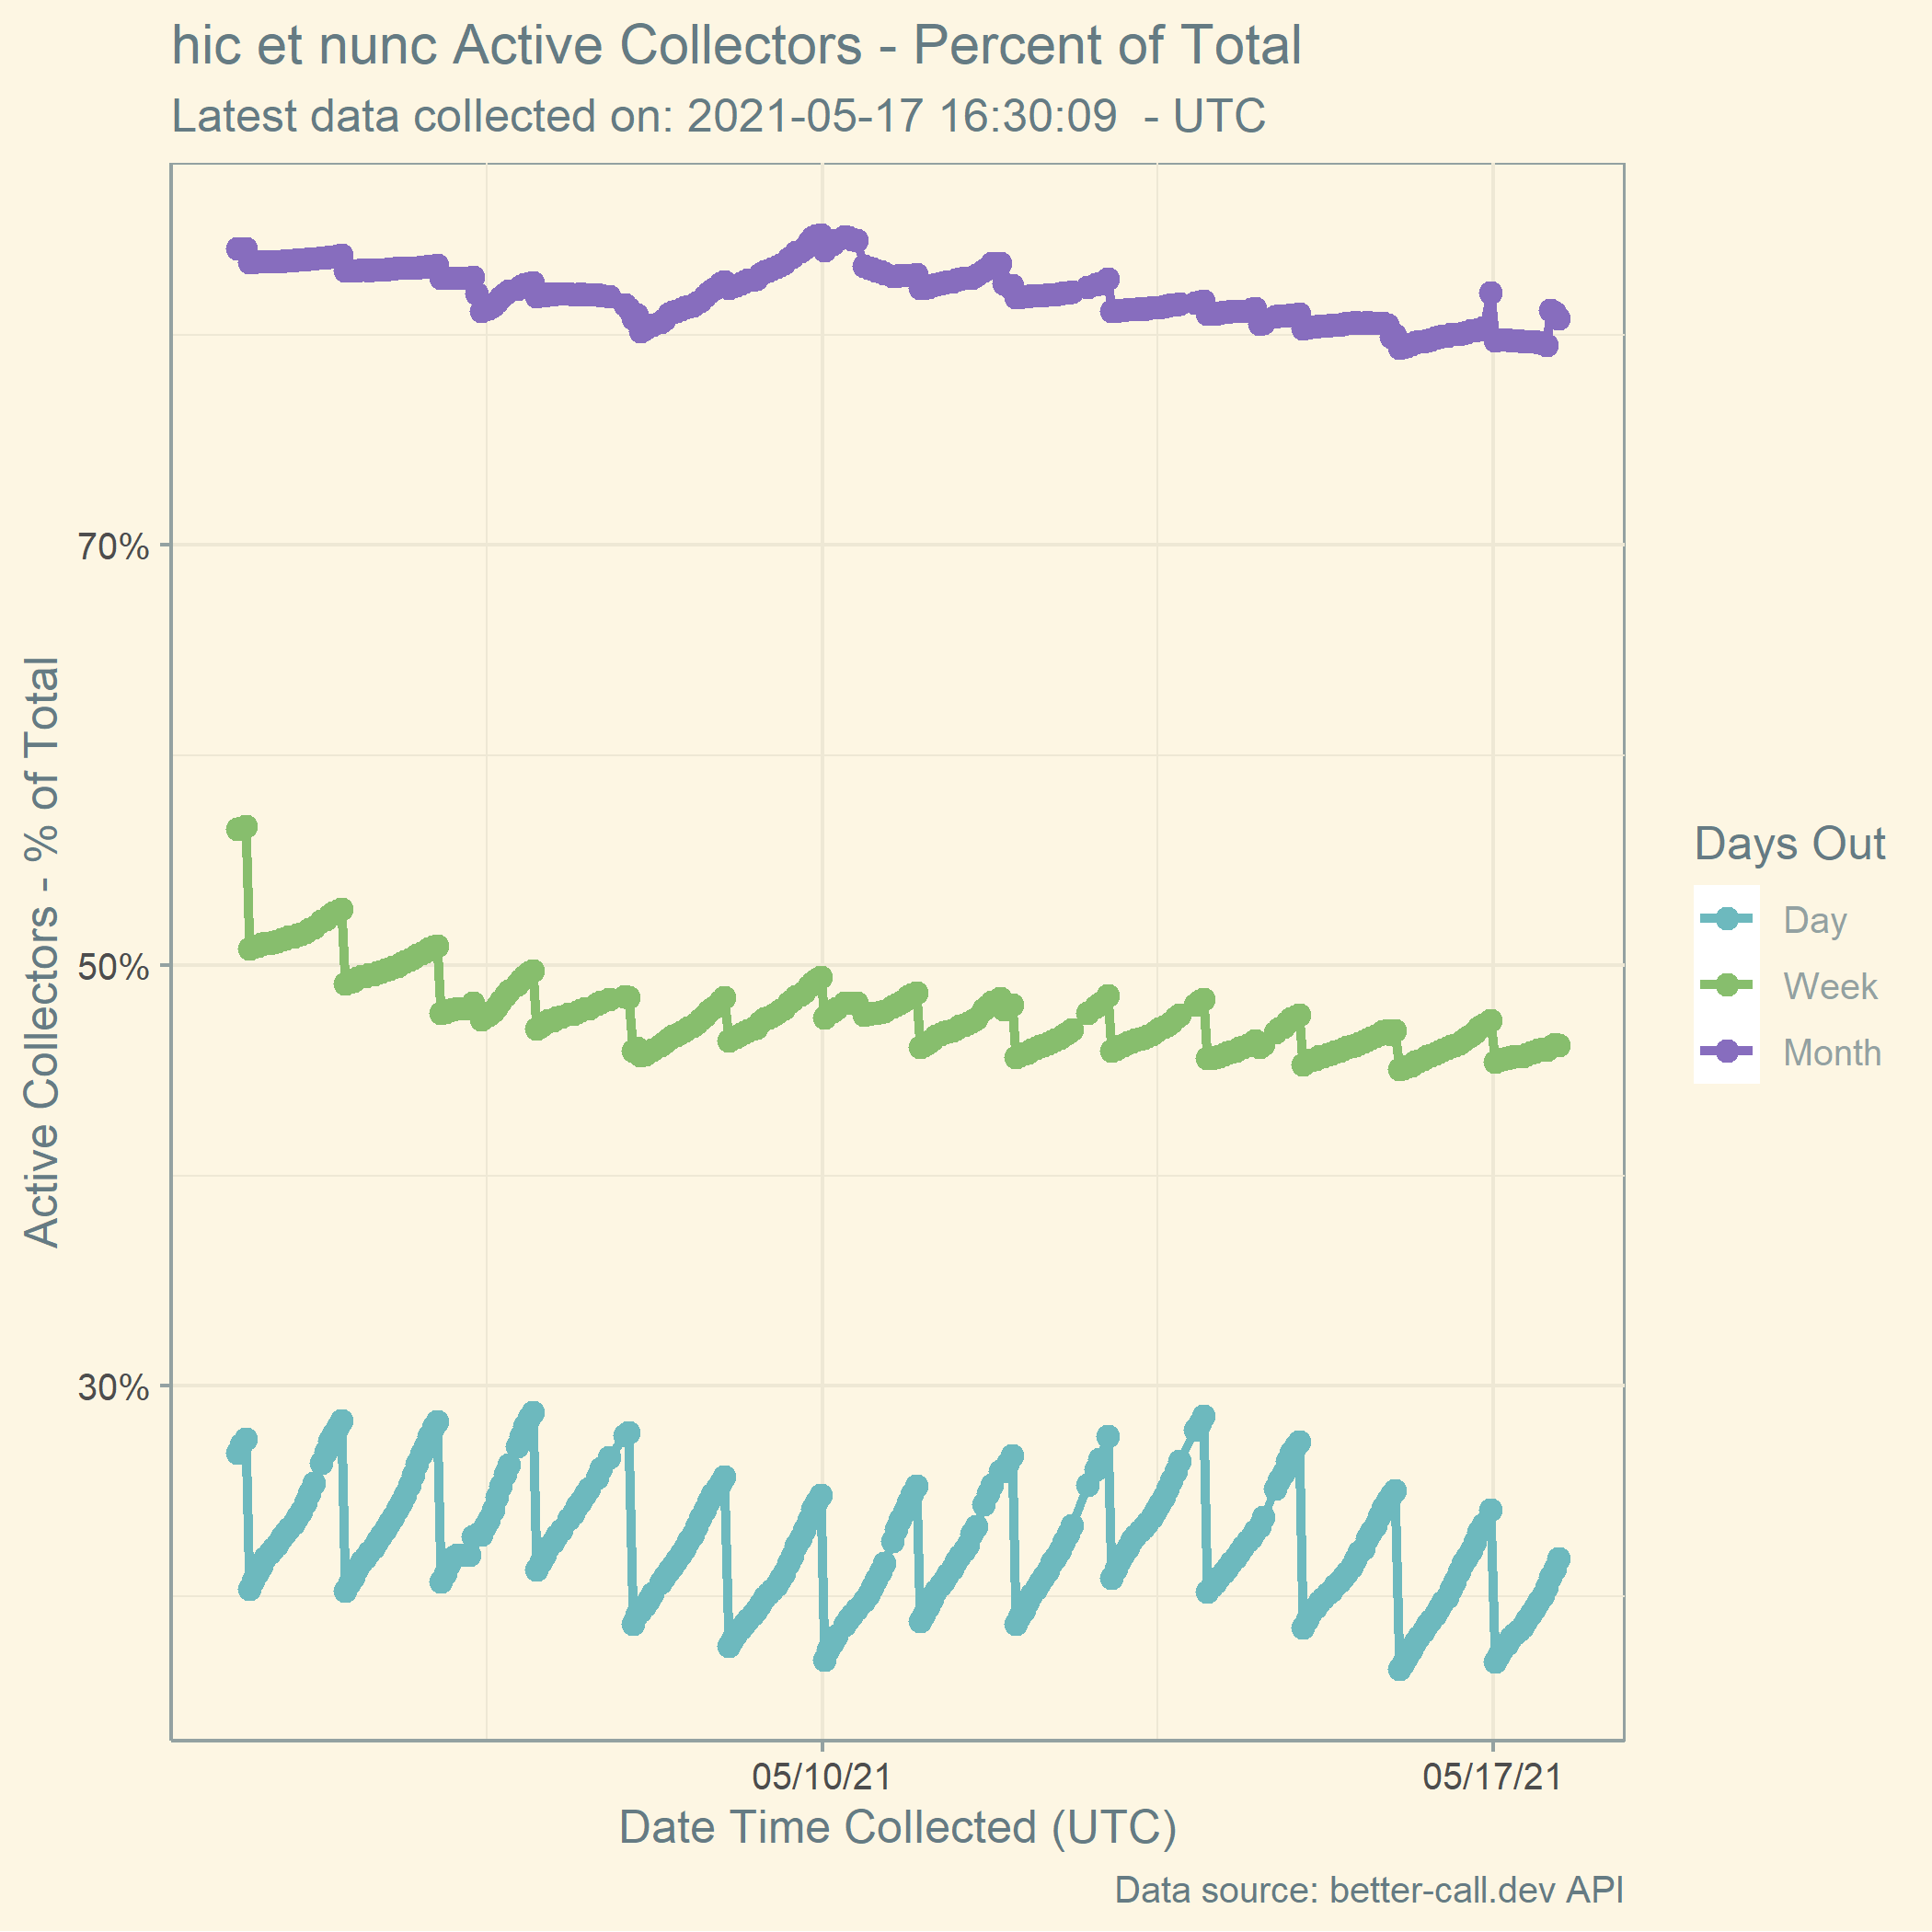 hic et nunc Active Collectors - Percent of Total
Latest data collected on: 2021-05-17 16:30:09  - UTC
Active Collectors - % of Total
70%
50%
30%
Days Out
Day
Week
Month
05/10/21
05/17/21
Date Time Collected (UTC)
Data source: better-call.dev API